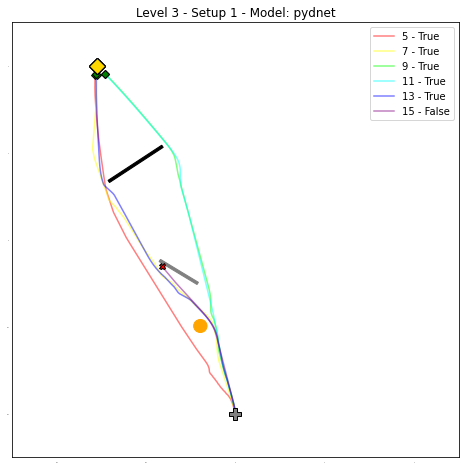 Level 3 - Setup 1 - Model: pydnet
5 - True
7 - True
9 - True
11 - True
13 - True
15 - False